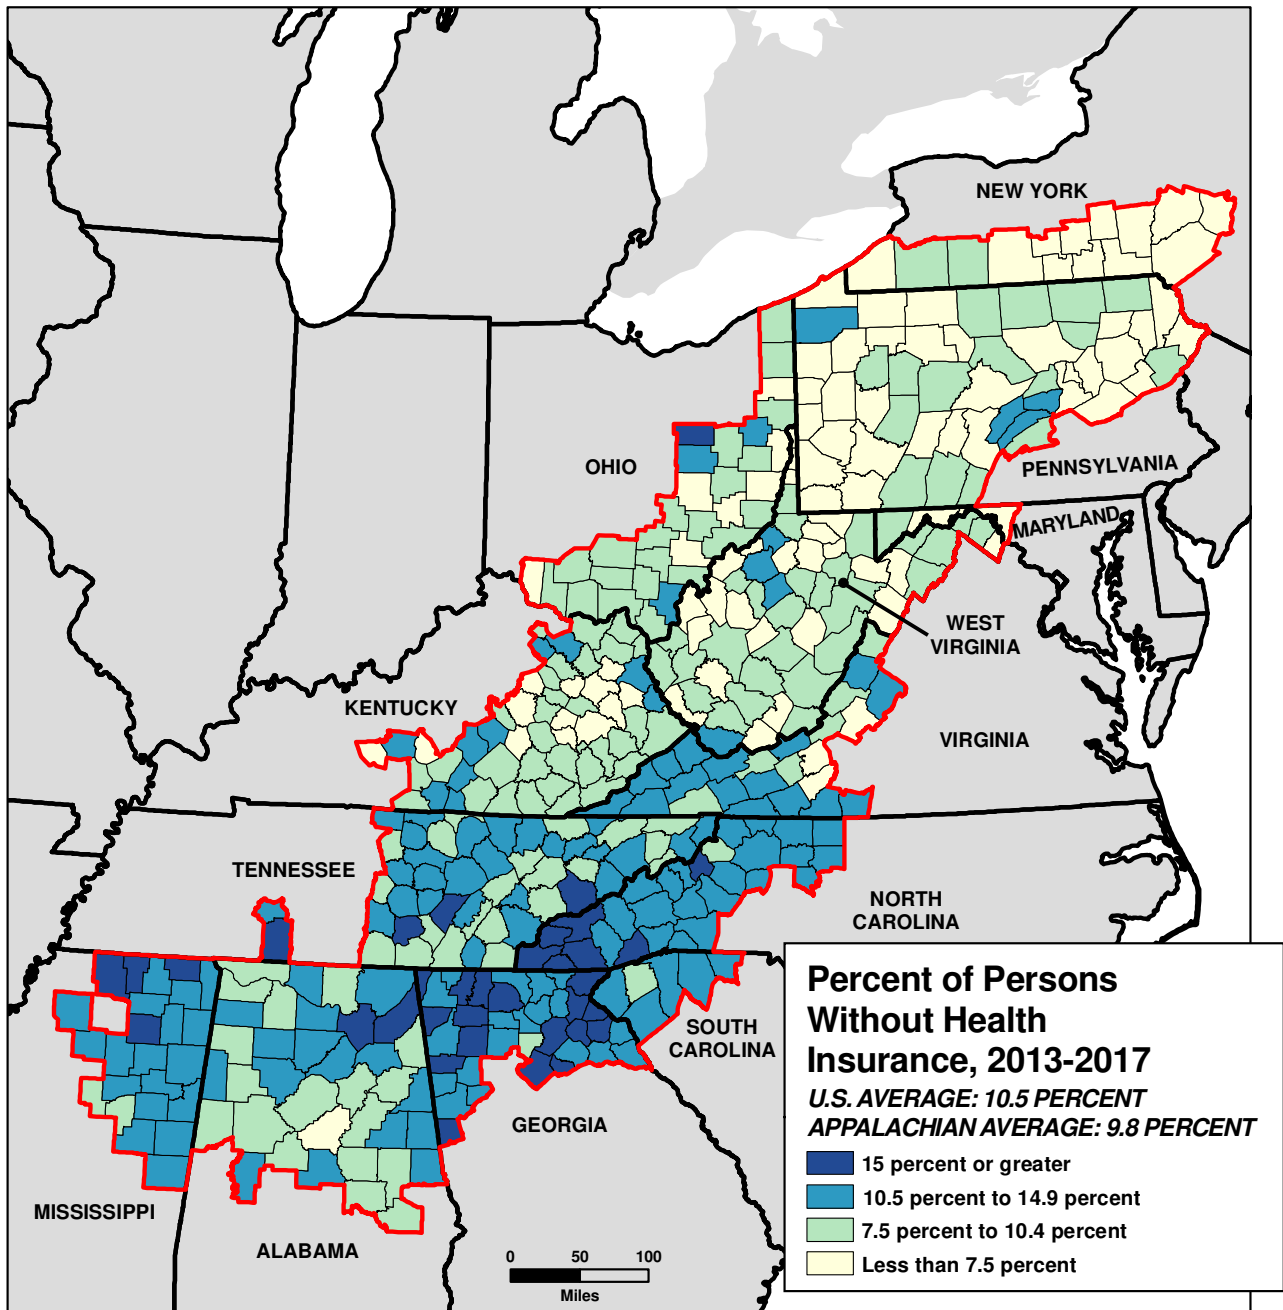 NEW YORK
OHIO
PENNSYLVANIA
MARYLAND
WEST
VIRGINIA
KENTUCKY
VIRGINIA
TENNESSEE
NORTH
CAROLINA
SOUTH
CAROLINA
GEORGIA
MISSISSIPPI
ALABAMA
Percent of Persons
Without Health
Insurance, 2013-2017
U.S. AVERAGE: 10.5 PERCENT
APPALACHIAN AVERAGE: 9.8 PERCENT
15 percent or greater
10.5 percent to 14.9 percent
7.5 percent to 10.4 percent
Less than 7.5 percent
0 50 100
Miles